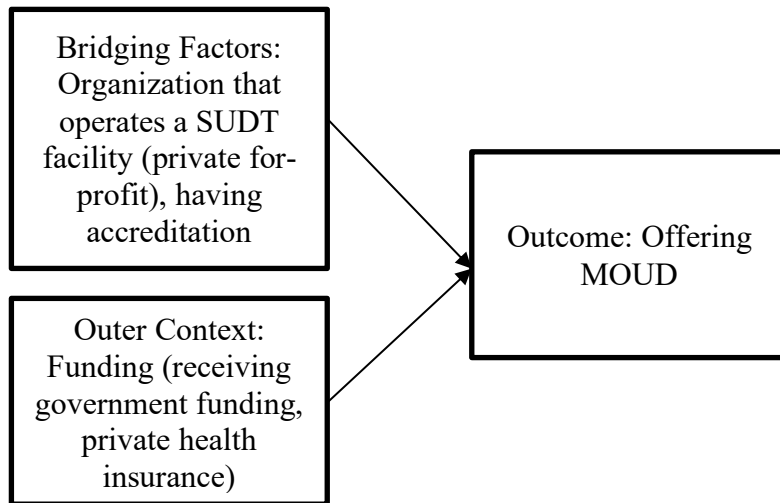 Bridging Factors:
Organization that
operates a SUDT
facility (private for-
profit), having
accreditation
Outcome: Offering
MOUD
Outer Context:
Funding (receiving
government funding,
private health
insurance)